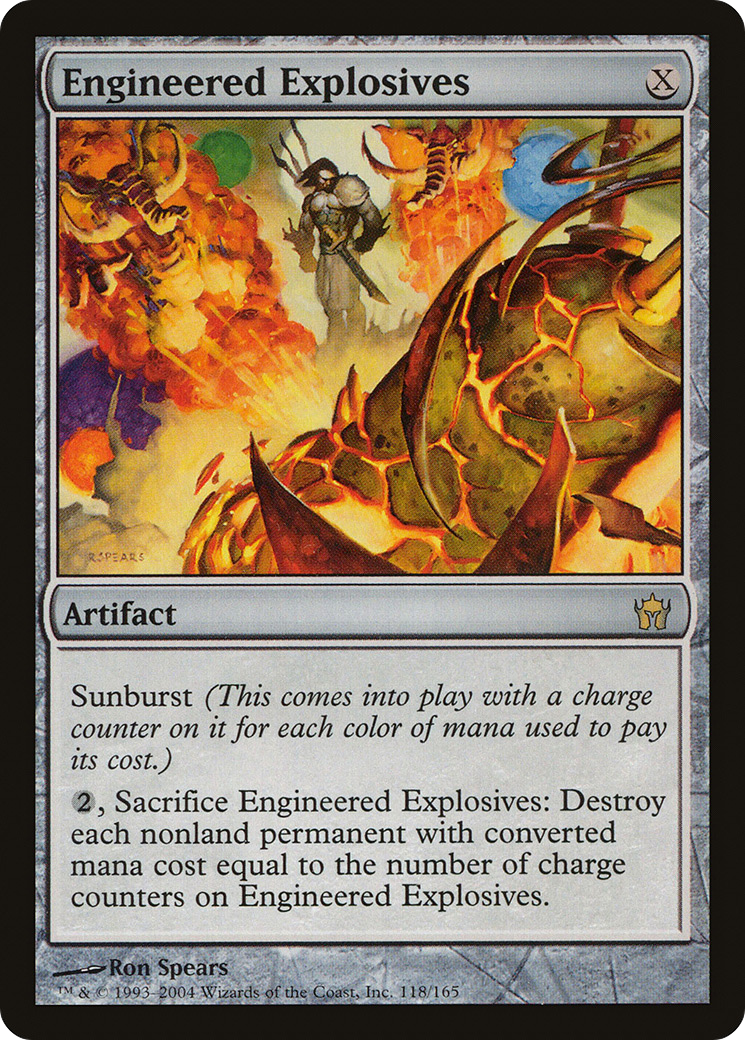 Engineered Explosives X
R.SPEARS
Artifact
Sunburst (This comes into play with a charge
counter on it for each color of mana used to pay
its cost.)
2, Sacrifice Engineered Explosives: Destroy
each nonland permanent with converted
mana cost equal to the number of charge
counters on Engineered Explosives.
Ron Spears
™ & © 1993-2004 Wizards of the Coast, Inc. 118/165